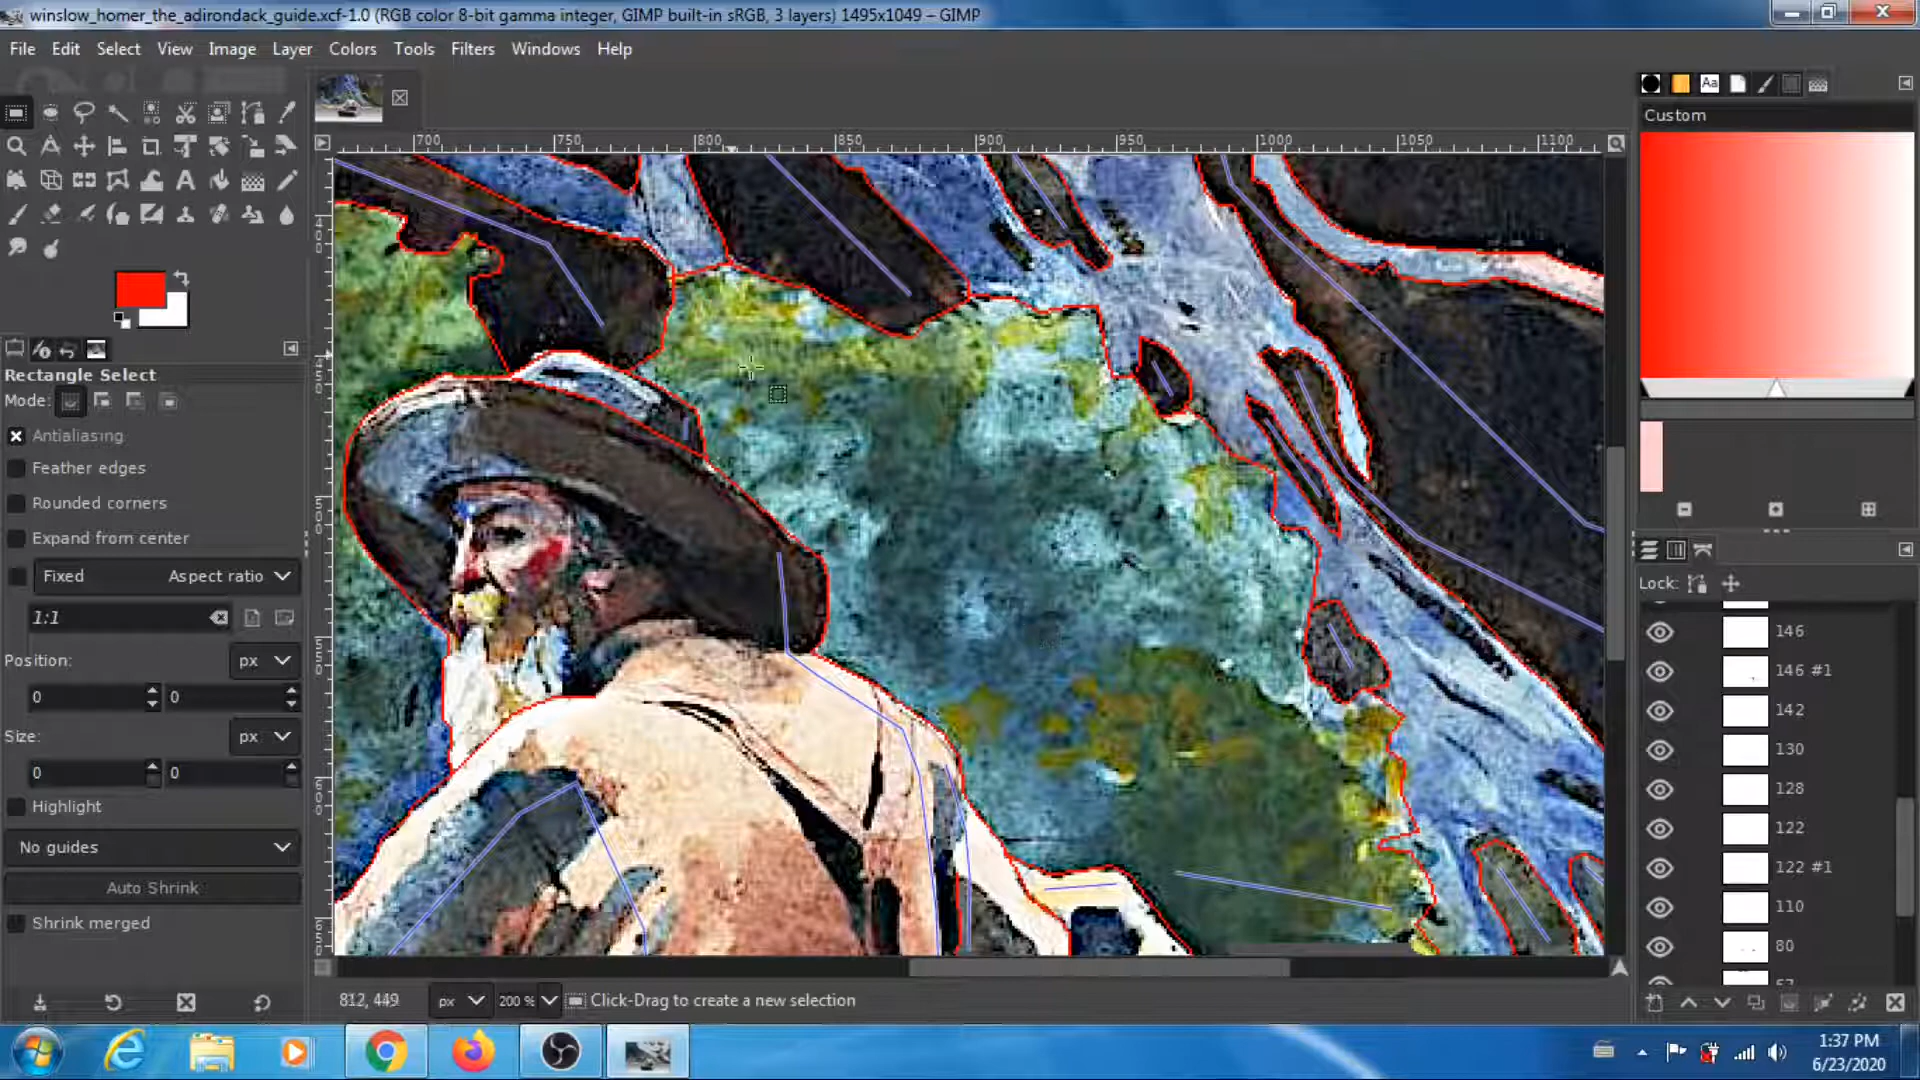 winslow_homer_the_adirondack_guide.xcf-1.0 (RGB color 8-bit gamma integer, GIMP built-in sRGB, 3 layers) 1495x1049 – GIMP
File Edit Select View Image Layer Colors Tools Filters Windows Help
Aa
Custom
700 750 800 850 900 950 1000 1050 1100
Rectangle Select
Mode:
Antialiasing
Feather edges
Rounded corners
Expand from center
Fixed Aspect ratio
1:1
Position: px
0 0
Size: px
0 0
Highlight
No guides
Auto Shrink
Shrink merged
Lock:
146
146 #1
142
130
128
122
122 #1
110
80
812, 449 px 200 % Click-Drag to create a new selection
1:37 PM
6/23/2020